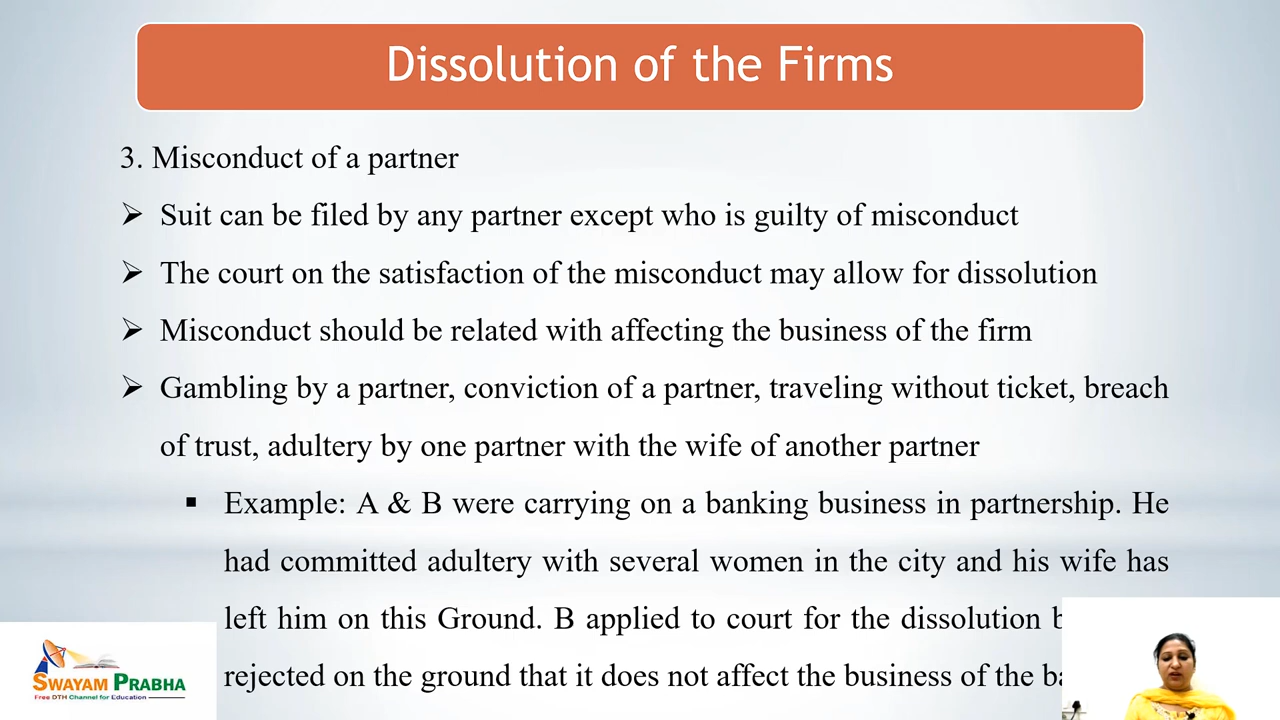 Dissolution of the Firms
3. Misconduct of a partner
➢ Suit can be filed by any partner except who is guilty of misconduct
➢ The court on the satisfaction of the misconduct may allow for dissolution
➢ Misconduct should be related with affecting the business of the firm
➢ Gambling by a partner, conviction of a partner, traveling without ticket, breach
of trust, adultery by one partner with the wife of another partner
▪ Example: A & B were carrying on a banking business in partnership. He
had committed adultery with several women in the city and his wife has
left him on this Ground. B applied to court for the dissolution
rejected on the ground that it does not affect the business of the
SWAYAM PRABHA
Free DTH Channel for Education